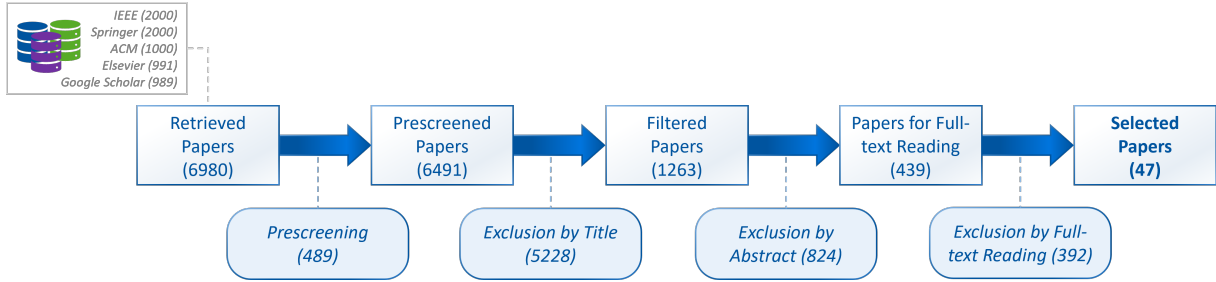 IEEE (2000)
Springer (2000)
ACM (1000)
Elsevier (991)
Google Scholar (989)
Retrieved
Papers
(6980)
Prescreened
Papers
(6491)
Filtered
Papers
(1263)
Papers for Full-
text Reading
(439)
Selected
Papers
(47)
Prescreening
(489)
Exclusion by Title
(5228)
Exclusion by
Abstract (824)
Exclusion by Full-
text Reading (392)